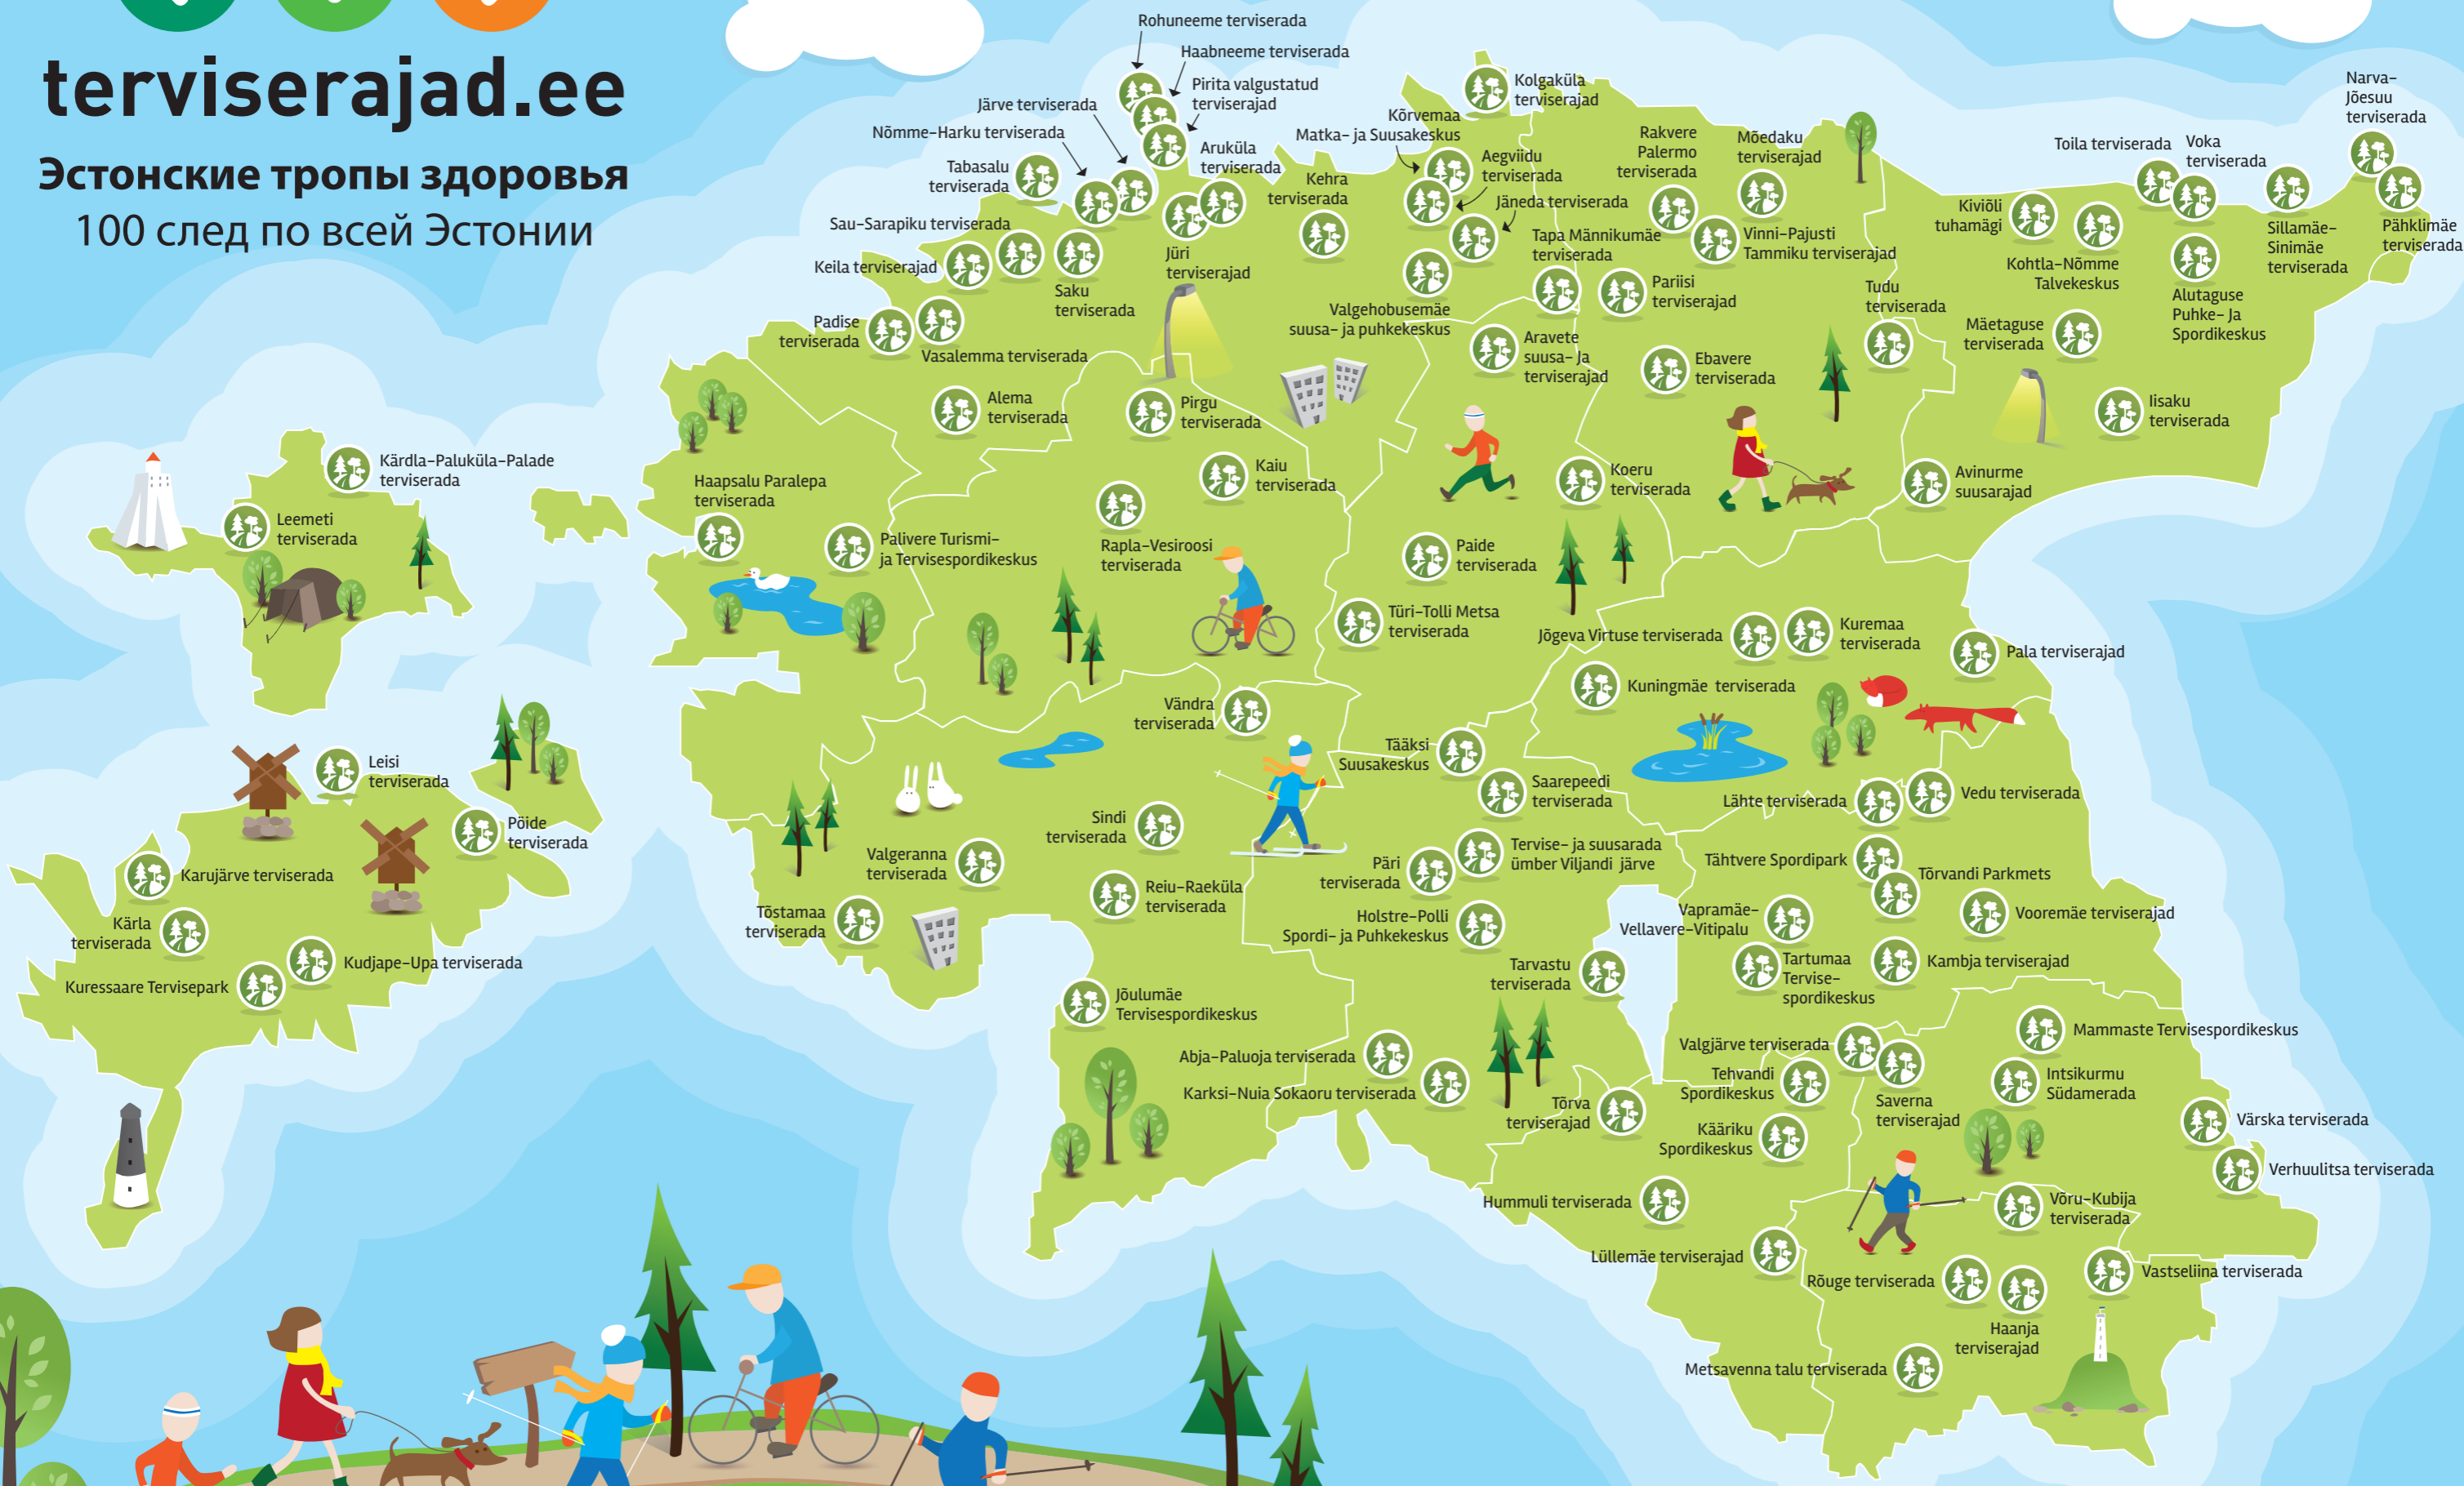 terviserajad.ee
Эстонские тропы здоровья
100 след по всей Эстонии
Rohuneeme terviserada
Haabneeme terviserada
Pirita valgustatud
terviserajad
Järve terviserada
Nõmme-Harku terviserada
Tabasalu
terviserada
Aruküla
terviserada
Sau-Sarapiku terviserada
Keila terviserajad
Saku
terviserada
Jüri
terviserajad
Padise
terviserada
Vasalemma terviserada
Alema
terviserada
Pirgu
terviserada
Kolgaküla
terviserajad
Kõrvemaa
Matka- ja Suusakeskus
Aegviidu
terviserada
Kehra
terviserada
Jäneda terviserada
Valgehobusemäe
suusa- ja puhkekeskus
Tapa Männikumäe
terviserada
Rakvere
Palermo
terviserada
Mõedaku
terviserajad
Vinni-Pajusti
Tammiku terviserajad
Pariisi
terviserajad
Aravete
suusa- Ja
terviserajad
Ebavere
terviserada
Tudu
terviserada
Kiviõli
tuhamägi
Kohtla-Nõmme
Talvekeskus
Toila terviserada
Voka
terviserada
Narva-
Jõesuu
terviserada
Sillamäe-
Sinimäe
terviserada
Pähklimäe
terviserada
Alutaguse
Puhke- Ja
Spordikeskus
Mäetaguse
terviserada
Iisaku
terviserada
Avinurme
suusarajad
Kärdla-Paluküla-Palade
terviserada
Leemeti
terviserada
Haapsalu Paralepa
terviserada
Palivere Turismi-
ja Tervisespordikeskus
Kaiu
terviserada
Rapla-Vesiroosi
terviserada
Koeru
terviserada
Paide
terviserada
Türi-Tolli Metsa
terviserada
Jõgeva Virtuse terviserada
Kuremaa
terviserada
Pala terviserajad
Kuningmäe terviserada
Vändra
terviserada
Tääksi
Suusakeskus
Saarepeedi
terviserada
Leisi
terviserada
Pöide
terviserada
Karujärve terviserada
Kärla
terviserada
Kudjape-Upa terviserada
Kuressaare Tervisepark
Sindi
terviserada
Valgeranna
terviserada
Reiu-Raeküla
terviserada
Tõstamaa
terviserada
Jõulumäe
Tervisespordikeskus
Päri
terviserada
Tervise- ja suusarada
ümber Viljandi järve
Holstre-Polli
Spordi- ja Puhkekeskus
Tarvastu
terviserada
Abja-Paluoja terviserada
Karksi-Nuia Sokaoru terviserada
Lähte terviserada
Vedu terviserada
Tähtvere Spordipark
Tõrvandi Parkmets
Vapramäe-
Vellavere-Vitipalu
Vooremäe terviserajad
Tartumaa
Tervise-
spordikeskus
Kambja terviserajad
Mammaste Tervisespordikeskus
Valgjärve terviserada
Tehvandi
Spordikeskus
Saverna
terviserajad
Intsikurmu
Südamerada
Tõrva
terviserajad
Kääriku
Spordikeskus
Värska terviserada
Verhuulitsa terviserada
Hummuli terviserada
Võru-Kubija
terviserada
Lüllemäe terviserajad
Rõuge terviserada
Vastseliina terviserada
Haanja
terviserajad
Metsavenna talu terviserada